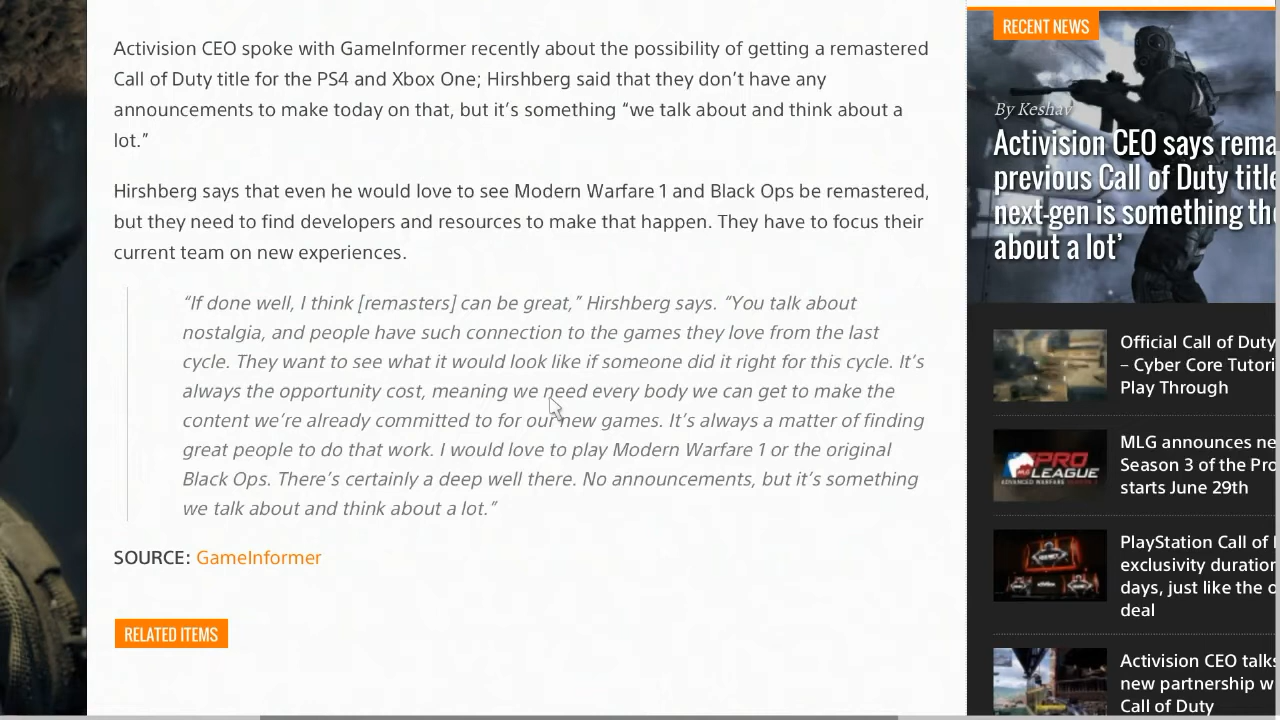 Activision CEO spoke with GameInformer recently about the possibility of getting a remastered
Call of Duty title for the PS4 and Xbox One; Hirshberg said that they don’t have any
announcements to make today on that, but it’s something “we talk about and think about a
lot.”
Hirshberg says that even he would love to see Modern Warfare 1 and Black Ops be remastered,
but they need to find developers and resources to make that happen. They have to focus their
current team on new experiences.
“If done well, I think [remasters] can be great,” Hirshberg says. “You talk about
nostalgia, and people have such connection to the games they love from the last
cycle. They want to see what it would look like if someone did it right for this cycle. It’s
always the opportunity cost, meaning we need every body we can get to make the
content we’re already committed to for our new games. It’s always a matter of finding
great people to do that work. I would love to play Modern Warfare 1 or the original
Black Ops. There’s certainly a deep well there. No announcements, but it’s something
we talk about and think about a lot.”
SOURCE: GameInformer
RELATED ITEMS
RECENT NEWS
By Keshav
Activision CEO says rema
previous Call of Duty title
next-gen is something th
about a lot’
Official Call of Duty
– Cyber Core Tutori
Play Through
PRO
LEAGUE
ADVANCED WARFARE
MLG announces ne
Season 3 of the Pro
starts June 29th
PlayStation Call of
exclusivity duration
days, just like the o
deal
Activision CEO talks
new partnership w
Call of Duty